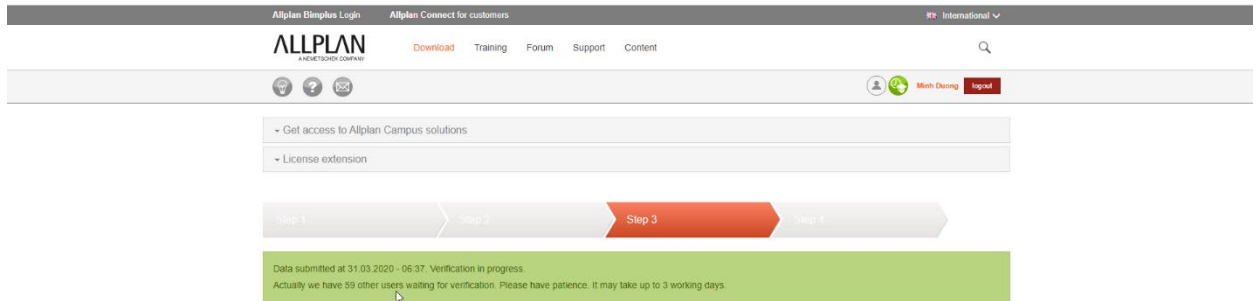 Allplan Bimplus Login Allplan Connect for customers International
ALLPLAN
A NEMETSCHEK COMPANY
Download Training Forum Support Content
? Minh Duong logout
Get access to Allplan Campus solutions
License extension
Step 1 Step 2 Step 3 Step 4
Data submitted at 31.03.2020 - 06:37. Verification in progress.
Actually we have 59 other users waiting for verification. Please have patience. It may take up to 3 working days.